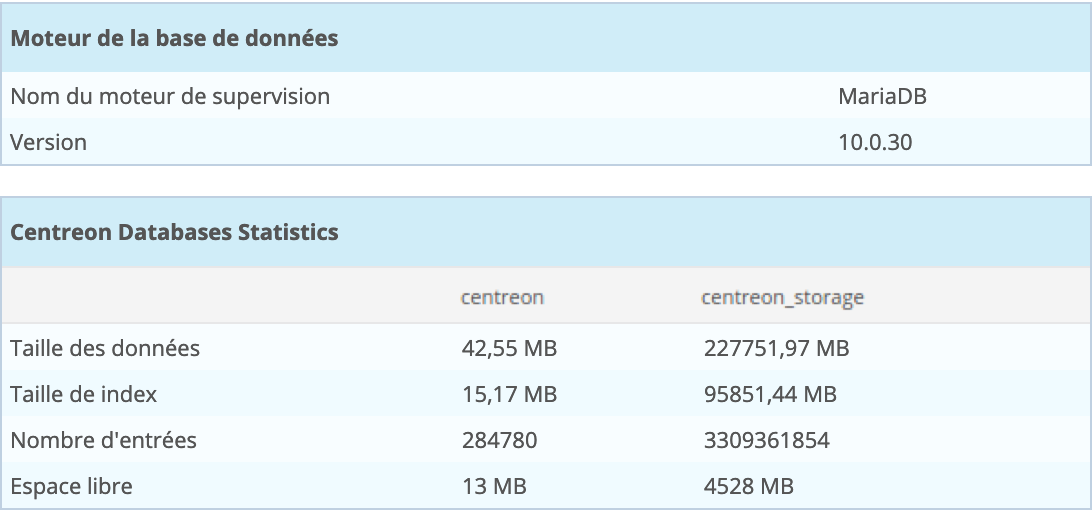 Moteur de la base de données
Nom du moteur de supervision MariaDB
Version 10.0.30
Centreon Databases Statistics
centreon centreon_storage
Taille des données 42,55 MB 227751,97 MB
Taille de index 15,17 MB 95851,44 MB
Nombre d'entrées 284780 3309361854
Espace libre 13 MB 4528 MB